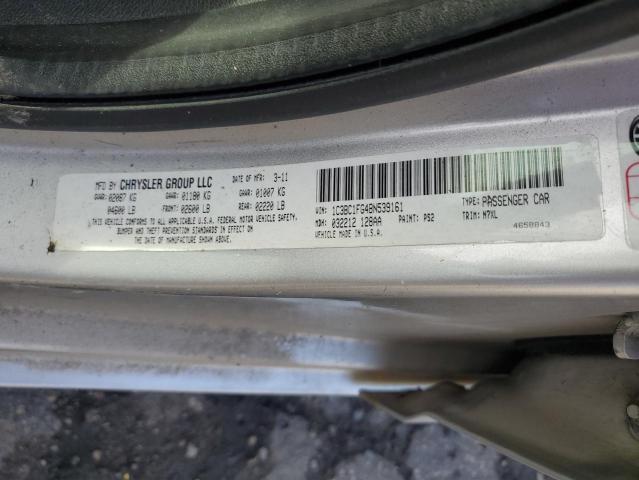 MFD BY CHRYSLER GROUP LLC DATE OF MFR: 3-11
GVWR: 02087 KG GAWR: 01180 KG GAWR: 01007 KG
04600 LB FRONT: 02600 LB REAR: 02220 LB
THIS VEHICLE CONFORMS TO ALL APPLICABLE U.S.A. FEDERAL MOTOR VEHICLE SAFETY,
BUMPER AND THEFT PREVENTION STANDARDS IN EFFECT ON
THE DATE OF MANUFACTURE SHOWN ABOVE.
VIN: 1C3BC1FG4BN539161 TYPE: PASSENGER CAR
MDH: 032212 128AA PAINT: PS2 TRIM: M7XL
VEHICLE MADE IN U.S.A. 4658843